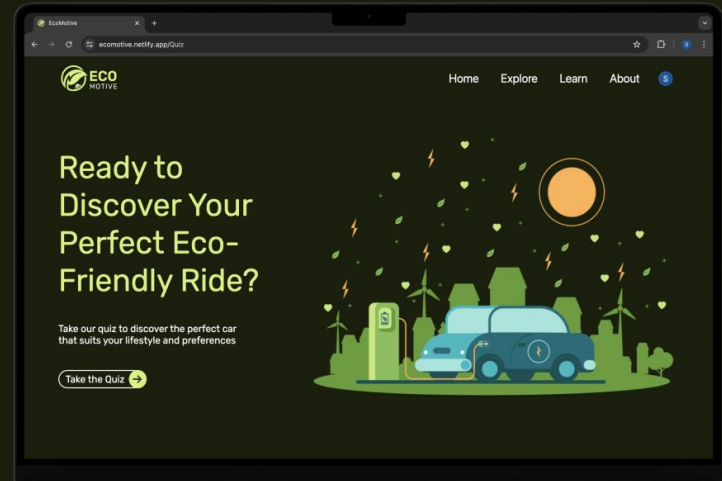 EcoMotive
ecomotive.netlify.app/Quiz
S
ECO
MOTIVE
Home Explore Learn About S
Ready to
Discover Your
Perfect Eco-
Friendly Ride?
Take our quiz to discover the perfect car
that suits your lifestyle and preferences
Take the Quiz